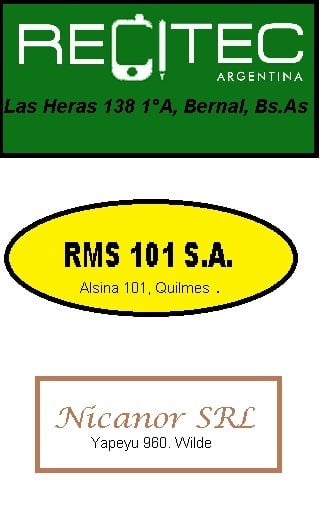 RECITEC
ARGENTINA
Las Heras 138 1°A, Bernal, Bs.As
RMS 101 S.A.
Alsina 101, Quilmes .
Nicanor SRL
Yapeyu 960. Wilde